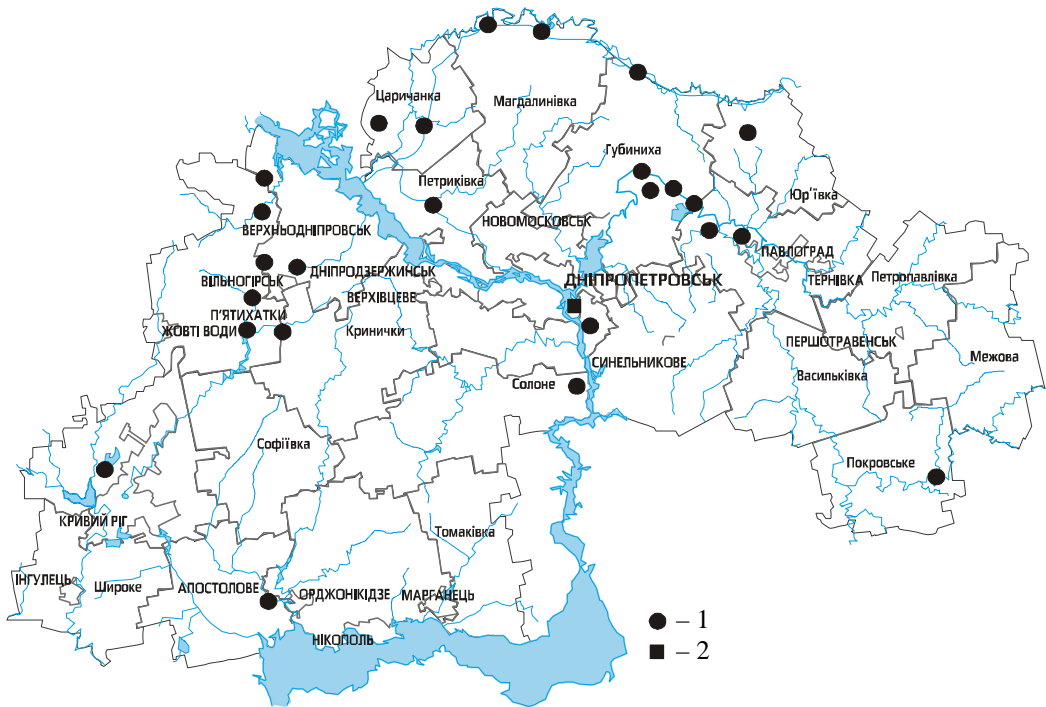 Царичанка
Магдалинівка
Губиниха
Петриківка
Юр'ївка
НОВОМОСКОВСЬК
ВЕРХНЬОДНІПРОВСЬК
ПАВЛОГРАД
ДНІПРОДЗЕРЖИНСЬК
ДНІПРОПЕТРОВСЬК
ТЕРНІВКА
Петропавлівка
ВІЛЬНОГІРСЬК
ВЕРХІВЦЕВЕ
П'ЯТИХАТКИ
ЖОВТІ ВОДИ
Кринички
ПЕРШОТРАВЕНСЬК
Межова
СИНЕЛЬНИКОВЕ
Васильківка
Солоне
Софіївка
Покровське
КРИВИЙ РІГ
Томаківка
ІНГУЛЕЦЬ
Широке
АПОСТОЛОВЕ
ОРДЖОНІКІДЗЕ
МАРГАНЕЦЬ
НІКОПОЛЬ
– 1
– 2